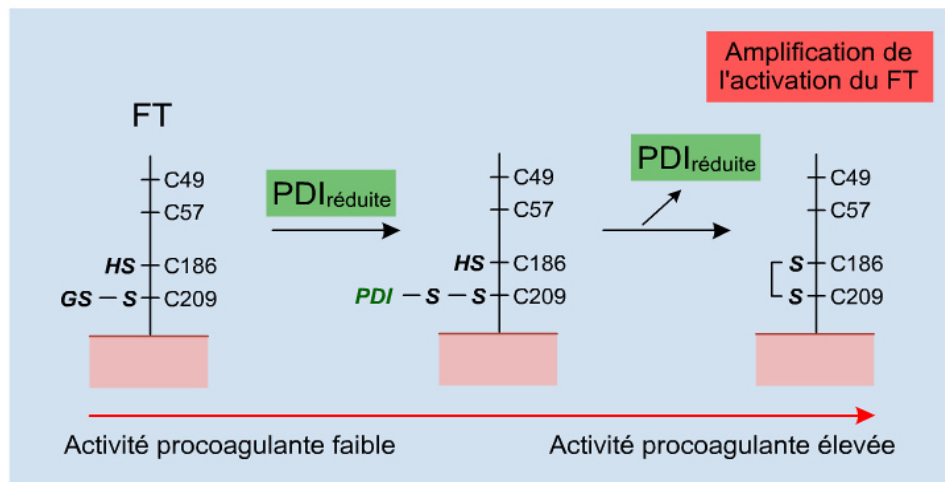 Amplification de
l'activation du FT
FT
C49
C57
HS C186
GS — S C209
PDIréduite
C49
C57
HS C186
PDI — S — S C209
PDIréduite
C49
C57
S C186
S C209
Activité procoagulante faible
Activité procoagulante élevée